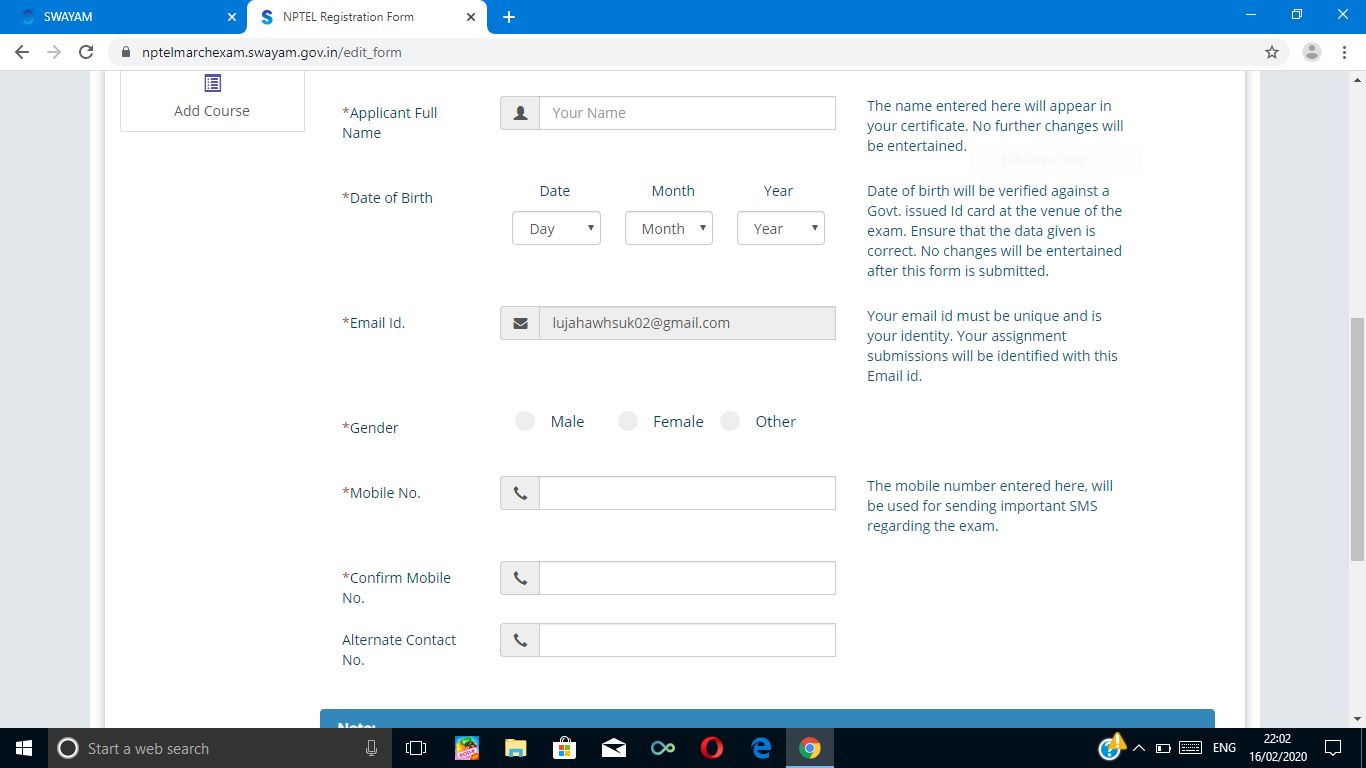 SWAYAM
NPTEL Registration Form
nptelmarchexam.swayam.gov.in/edit_form
Add Course
*Applicant Full
Name
Your Name
The name entered here will appear in
your certificate. No further changes will
be entertained.
Full-screen Snip
*Date of Birth
Date Month Year
Day Month Year
Date of birth will be verified against a
Govt. issued Id card at the venue of the
exam. Ensure that the data given is
correct. No changes will be entertained
after this form is submitted.
*Email Id.
lujahawhsuk02@gmail.com
Your email id must be unique and is
your identity. Your assignment
submissions will be identified with this
Email id.
*Gender
Male Female Other
*Mobile No.
The mobile number entered here, will
be used for sending important SMS
regarding the exam.
*Confirm Mobile
No.
Alternate Contact
No.
Note:
Start a web search
ENG
22:02
16/02/2020